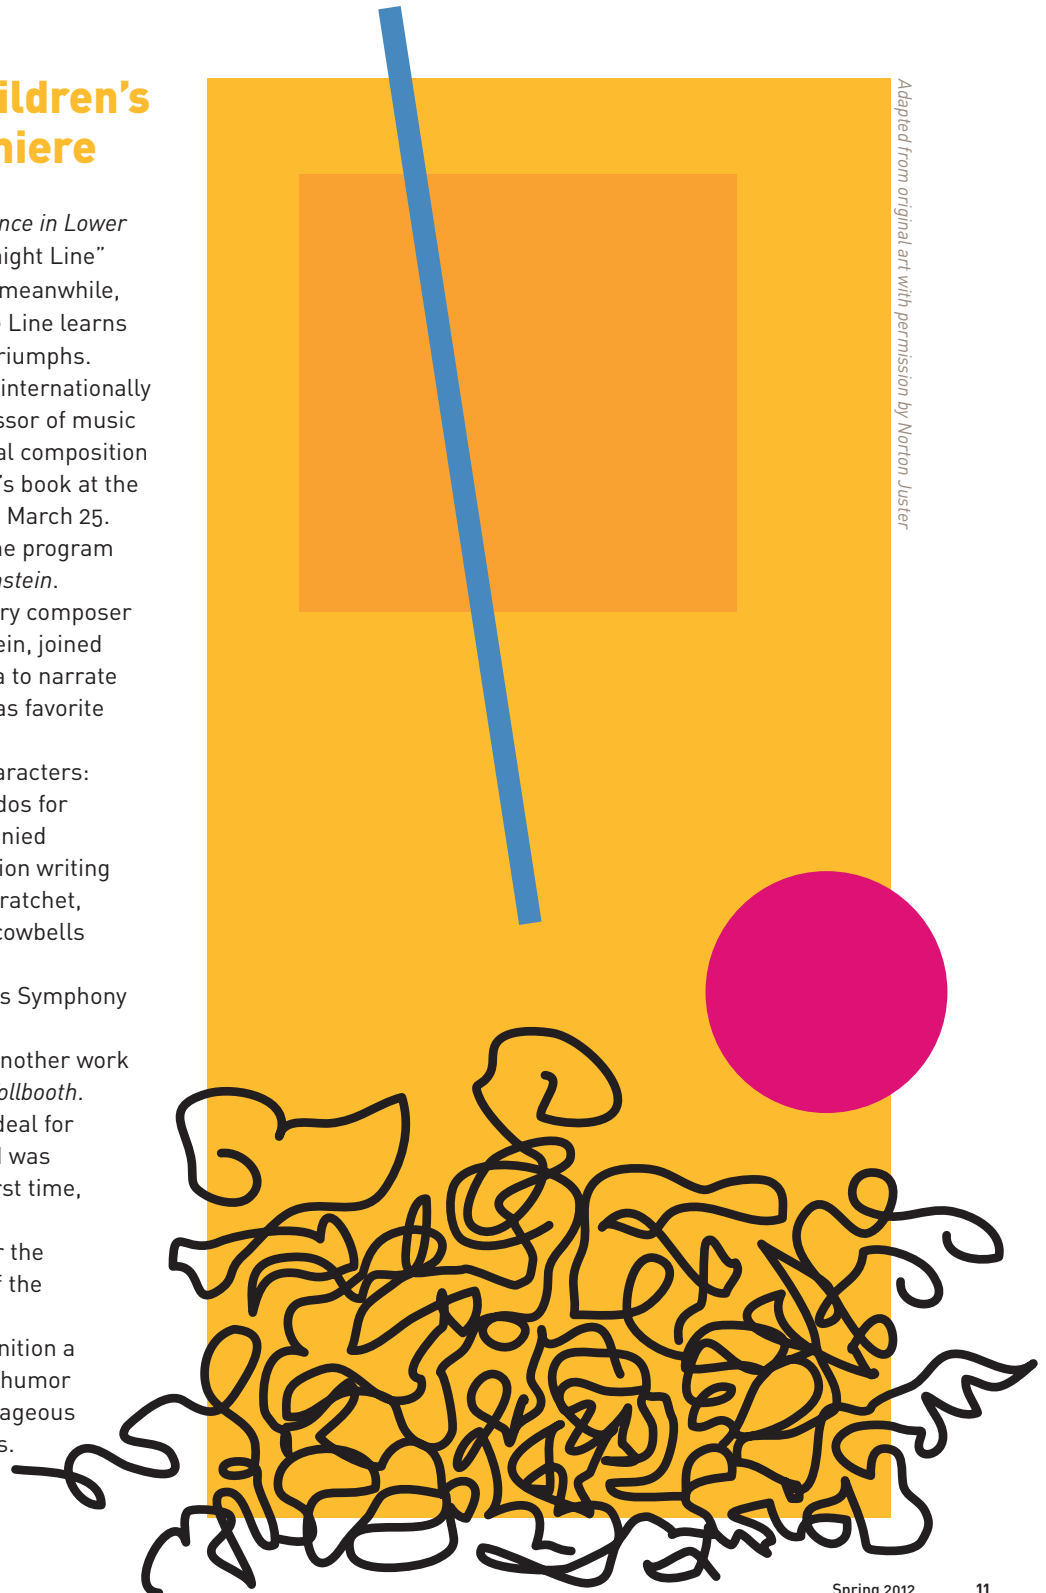 ildren’s
niere
nce in Lower
aight Line”
meanwhile,
Line learns
riumphs.
internationally
ssor of music
al composition
’s book at the
March 25.
ne program
nstein.
ry composer
ein, joined
a to narrate
as favorite
aracters:
dos for
nied
ion writing
ratchet,
cowbells
s Symphony
nother work
ollbooth.
deal for
was
rst time,
r the
f the
nition a
humor
ageous
s.
Adapted from original art with permission by Norton Juster
Spring 2012 11